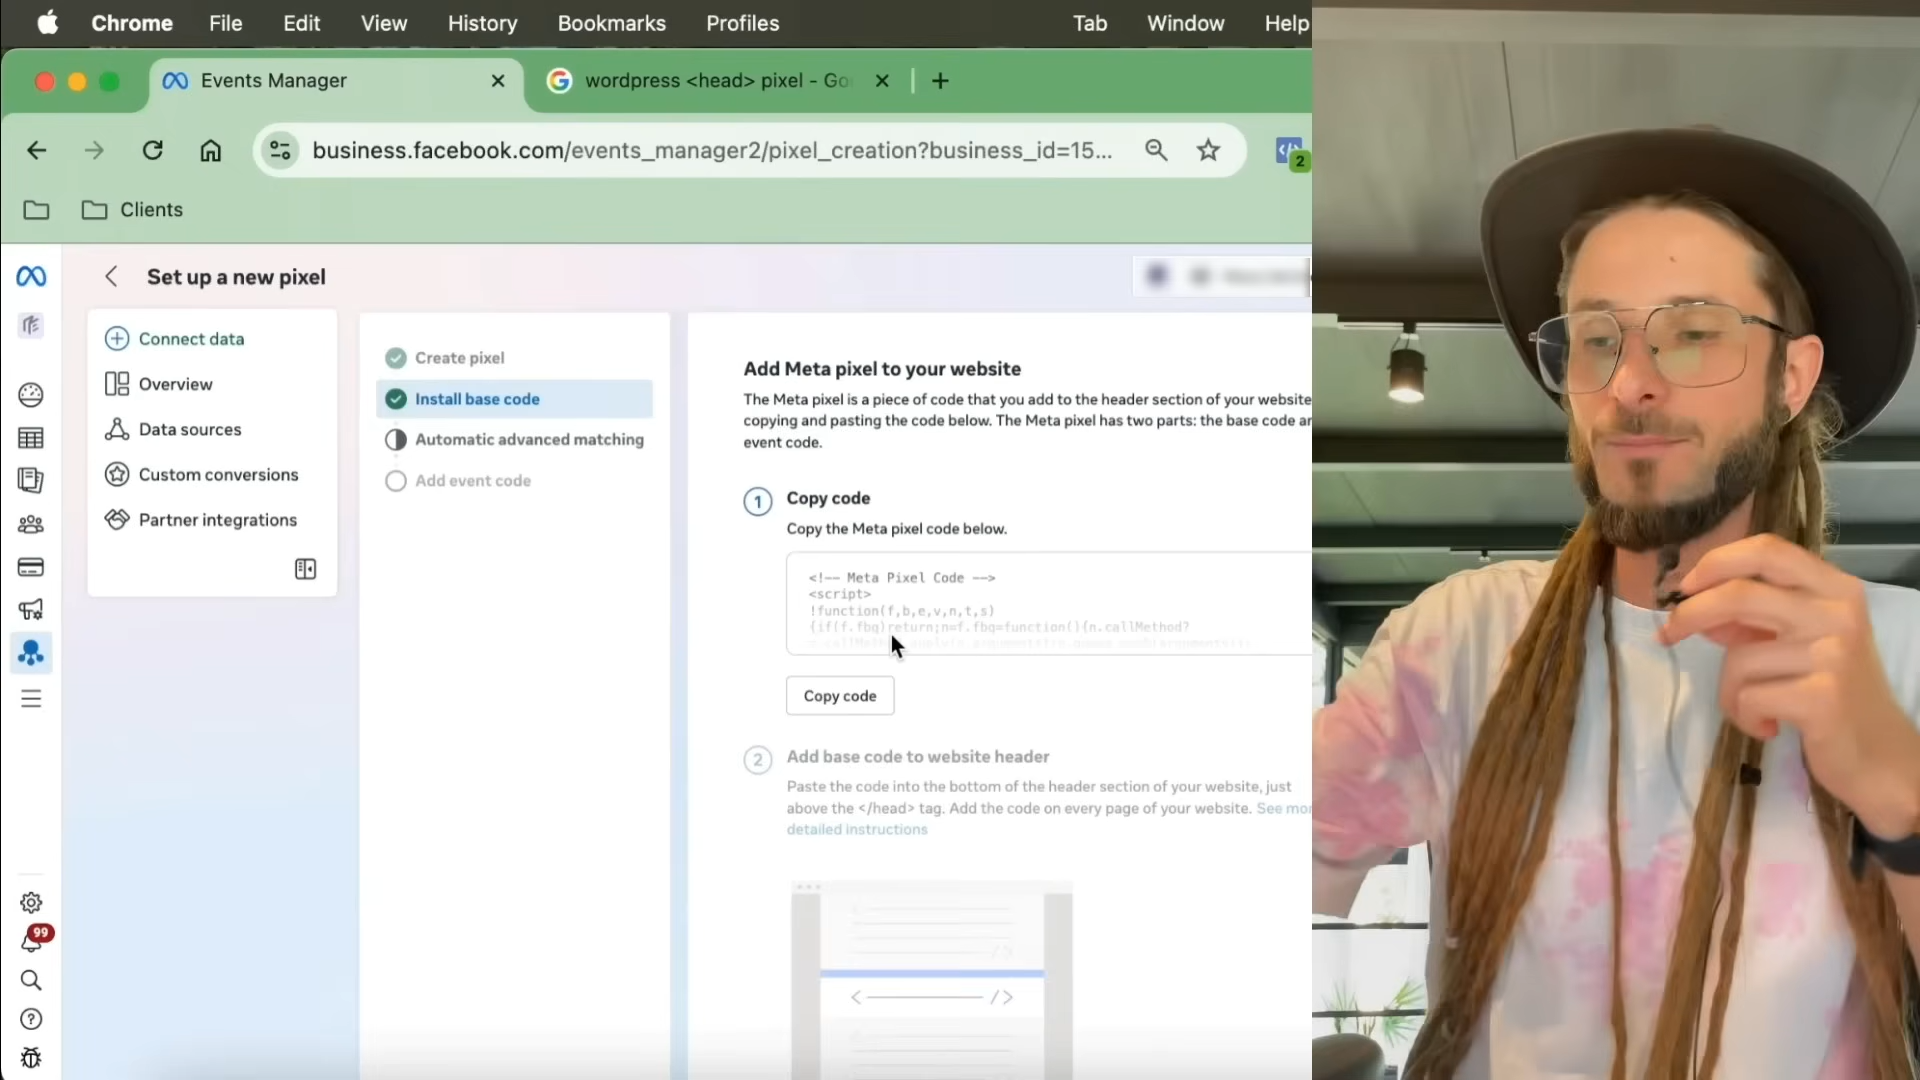 Chrome File Edit View History Bookmarks Profiles Tab Window Help
Events Manager
wordpress <head> pixel - Go
business.facebook.com/events_manager2/pixel_creation?business_id=15...
2
Clients
Set up a new pixel
Connect data
Overview
Data sources
Custom conversions
Partner integrations
99
Create pixel
Install base code
Automatic advanced matching
Add event code
Add Meta pixel to your website
The Meta pixel is a piece of code that you add to the header section of your website
copying and pasting the code below. The Meta pixel has two parts: the base code ar
event code.
1
Copy code
Copy the Meta pixel code below.
<!-- Meta Pixel Code -->
<script>
!function(f,b,e,v,n,t,s)
{if(f.fbq)return;n=f.fbq=function(){n.callMethod?
Copy code
2
Add base code to website header
Paste the code into the bottom of the header section of your website, just
above the </head> tag. Add the code on every page of your website. See mor
detailed instructions
</>
< />